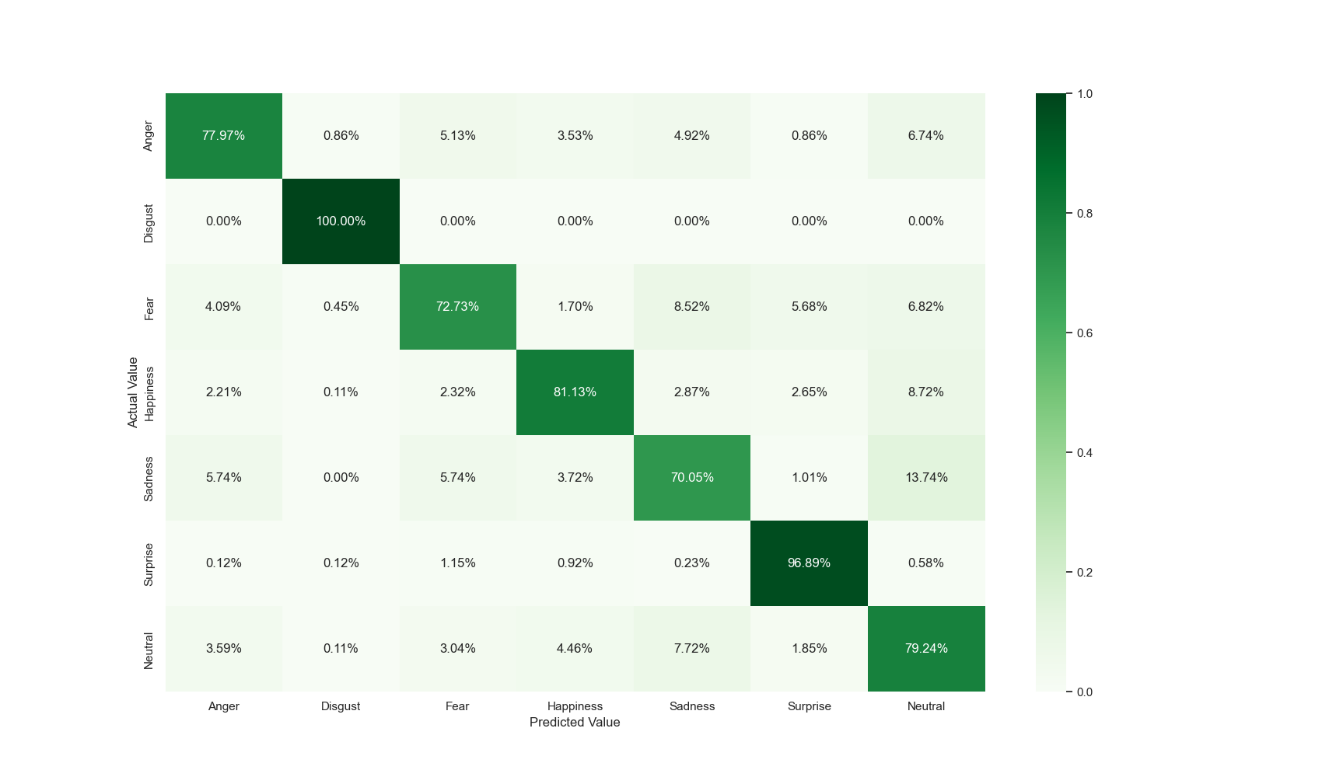 Actual Value
Anger 77.97% 0.86% 5.13% 3.53% 4.92% 0.86% 6.74%
Disgust 0.00% 100.00% 0.00% 0.00% 0.00% 0.00% 0.00%
Fear 4.09% 0.45% 72.73% 1.70% 8.52% 5.68% 6.82%
Happiness 2.21% 0.11% 2.32% 81.13% 2.87% 2.65% 8.72%
Sadness 5.74% 0.00% 5.74% 3.72% 70.05% 1.01% 13.74%
Surprise 0.12% 0.12% 1.15% 0.92% 0.23% 96.89% 0.58%
Neutral 3.59% 0.11% 3.04% 4.46% 7.72% 1.85% 79.24%
Anger Disgust Fear Happiness Sadness Surprise Neutral
Predicted Value
1.0
0.8
0.6
0.4
0.2
0.0